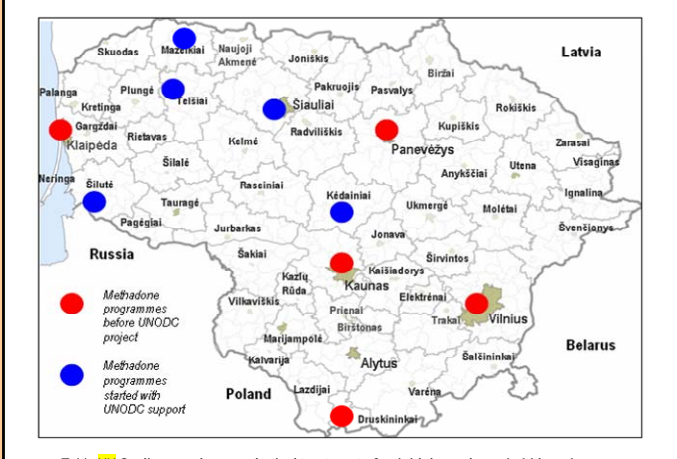 Latvia
Mažeikiai
Skuodas
Naujoji
Akmenė
Joniškis
Biržai
Palanga
Plungė
Telšiai
Pakruojis
Pasvalys
Kretinga
Šiauliai
Rokiškis
Gargždai
Klaipėda
Rietavas
Radviliškis
Kupiškis
Kelmė
Panevėžys
Zarasai
Šilalė
Anykščiai
Utena
Visaginas
Neringa
Šilutė
Raseiniai
Kėdainiai
Ignalina
Tauragė
Ukmergė
Molėtai
Pagėgiai
Jurbarkas
Jonava
Švenčionys
Russia
Šakiai
Širvintos
Kazlų
Rūda
Kaunas
Kaišiadorys
Methadone
programmes
before UNODC
project
Vilkaviškis
Elektrėnai
Prienai
Birštonas
Trakai
Vilnius
Marijampolė
Belarus
Kalvarija
Alytus
Šalčininkai
Methadone
programmes
started with
UNODC support
Poland
Lazdijai
Varėna
Druskininkai